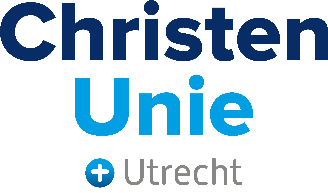 Christen
Unie
+ Utrecht